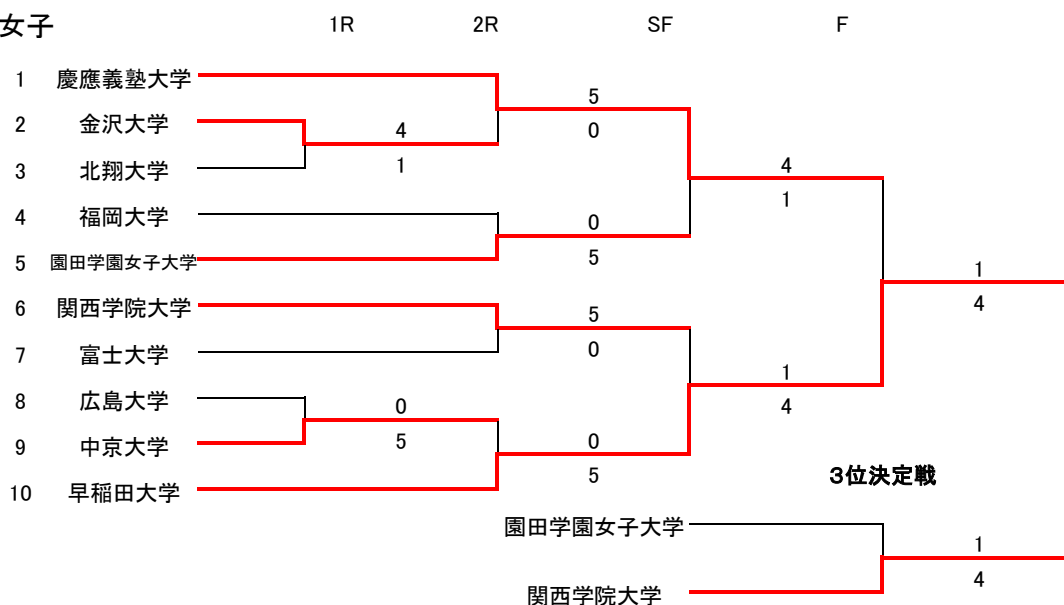 女子 1R 2R SF F
1 慶應義塾大学
5
2 金沢大学 4 0
3 北翔大学 1 4
1
4 福岡大学 0
5 園田学園女子大学 5
1
6 関西学院大学 5 4
7 富士大学 0
1
8 広島大学 0 4
9 中京大学 5 0
5 3位決定戦
10 早稲田大学
園田学園女子大学
1
4
関西学院大学